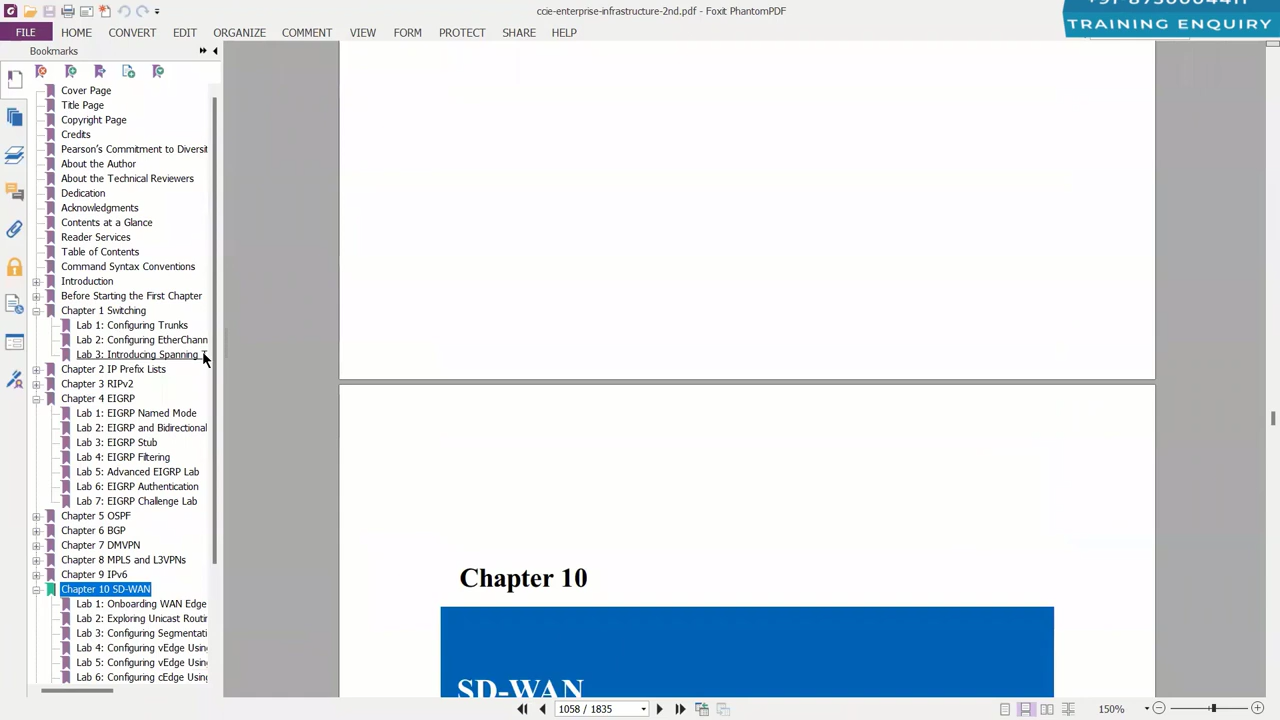 ccie-enterprise-infrastructure-2nd.pdf - Foxit PhantomPDF
TRAINING ENQUIRY
FILE HOME CONVERT EDIT ORGANIZE COMMENT VIEW FORM PROTECT SHARE HELP
Bookmarks
Cover Page
Title Page
Copyright Page
Credits
Pearson's Commitment to Diversit
About the Author
About the Technical Reviewers
Dedication
Acknowledgments
Contents at a Glance
Reader Services
Table of Contents
Command Syntax Conventions
Introduction
Before Starting the First Chapter
Chapter 1 Switching
Lab 1: Configuring Trunks
Lab 2: Configuring EtherChann
Lab 3: Introducing Spanning T
Chapter 2 IP Prefix Lists
Chapter 3 RIPv2
Chapter 4 EIGRP
Lab 1: EIGRP Named Mode
Lab 2: EIGRP and Bidirectional
Lab 3: EIGRP Stub
Lab 4: EIGRP Filtering
Lab 5: Advanced EIGRP Lab
Lab 6: EIGRP Authentication
Lab 7: EIGRP Challenge Lab
Chapter 5 OSPF
Chapter 6 BGP
Chapter 7 DMVPN
Chapter 8 MPLS and L3VPNs
Chapter 9 IPv6
Chapter 10 SD-WAN
Lab 1: Onboarding WAN Edge
Lab 2: Exploring Unicast Routin
Lab 3: Configuring Segmentati
Lab 4: Configuring vEdge Using
Lab 5: Configuring vEdge Using
Lab 6: Configuring cEdge Using
Chapter 10
SD-WAN
1058 / 1835
150%